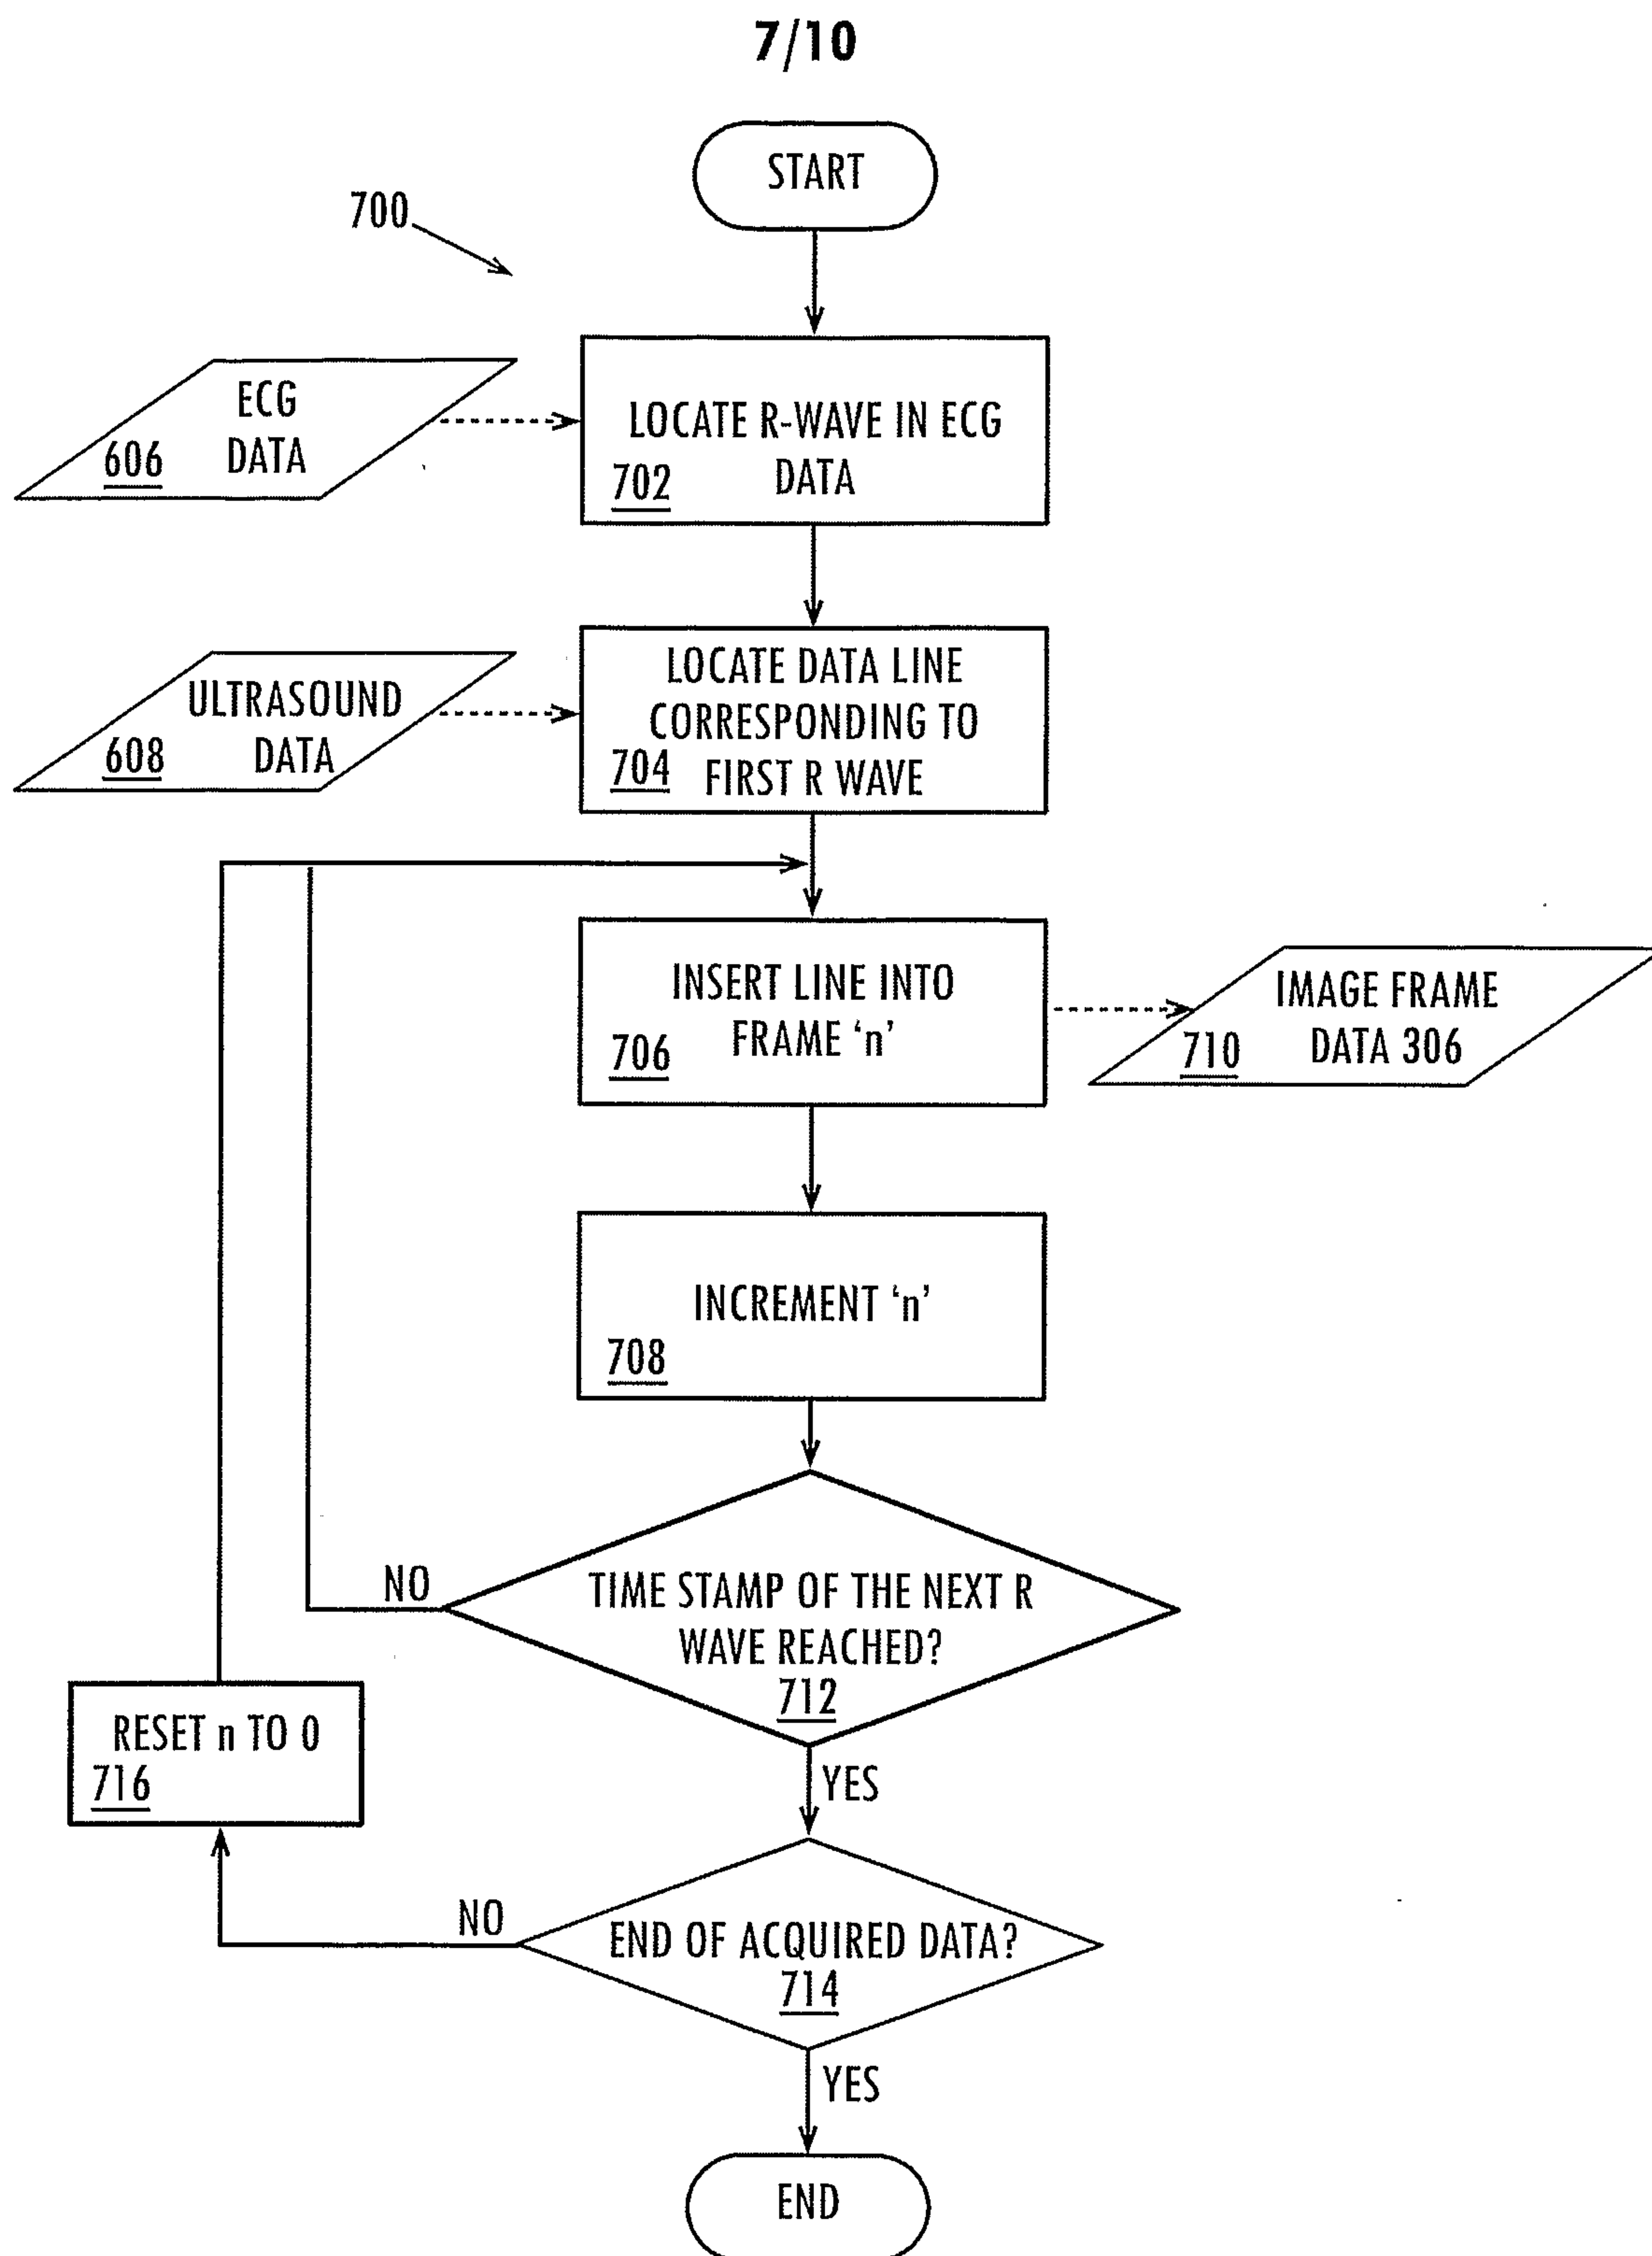 7/10
START
700
ECG
606 DATA
LOCATE R-WAVE IN ECG
702 DATA
ULTRASOUND
608 DATA
LOCATE DATA LINE
CORRESPONDING TO
704 FIRST R WAVE
INSERT LINE INTO
706 FRAME ‘n’
IMAGE FRAME
710 DATA 306
INCREMENT ‘n’
708
NO
TIME STAMP OF THE NEXT R
WAVE REACHED?
712
RESET n TO 0
716
YES
NO
END OF ACQUIRED DATA?
714
YES
END